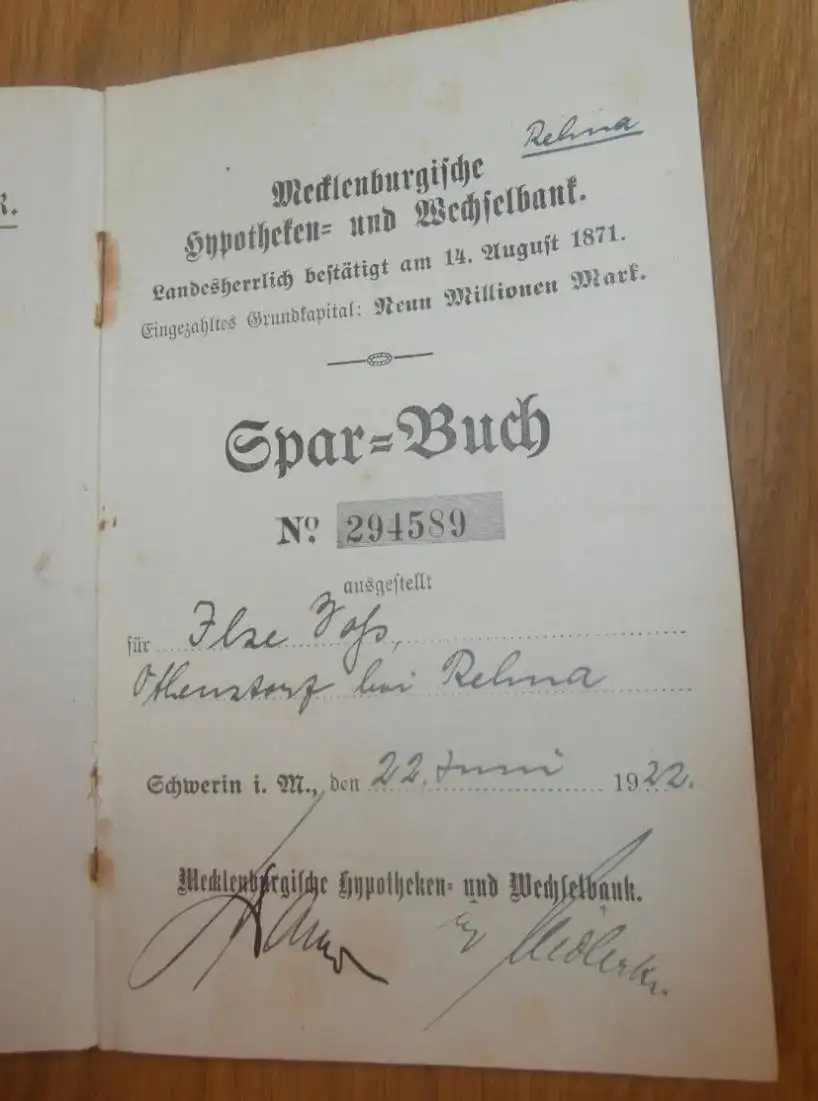 R.
Rehna
Mecklenburgische
Hypotheken- und Wechselbank.
Landesherrlich bestätigt am 14. August 1871.
Eingezahltes Grundkapital: Neun Millionen Mark.
Spar-Buch
No. 294589
ausgestellt
für Ilse Voß,
Othenstorf bei Rehna
Schwerin i. M., den 22. Juni 1922.
Mecklenburgische Hypotheken- und Wechselbank.